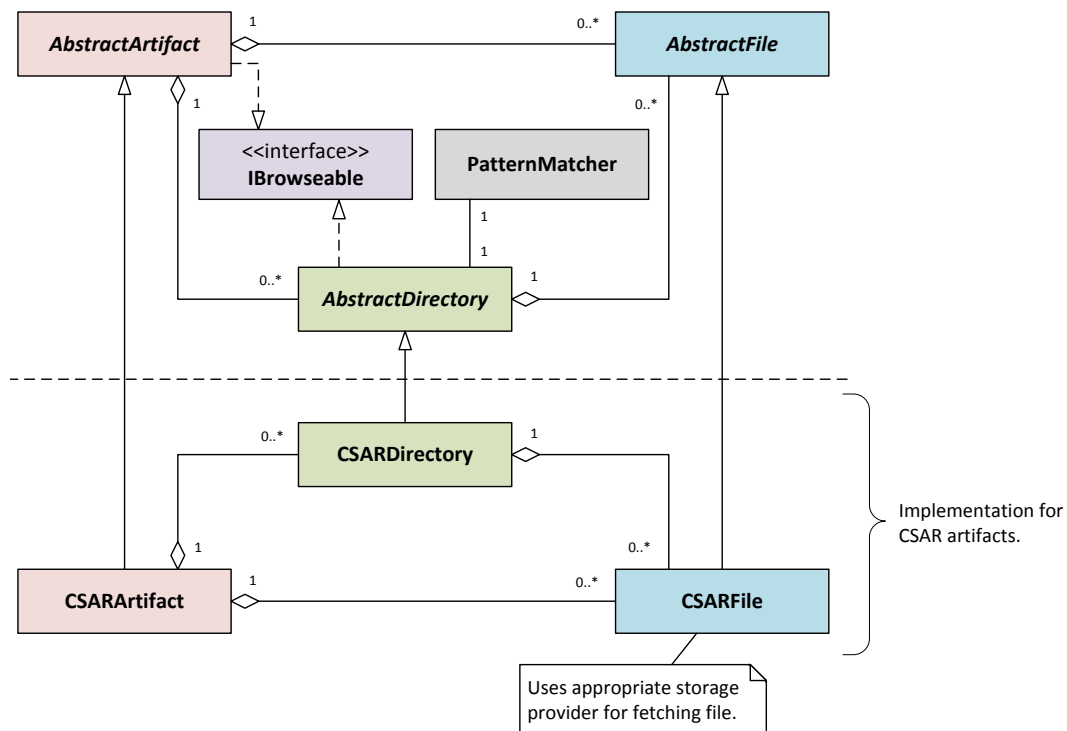 1
0..*
AbstractArtifact
AbstractFile
1
0..*
<<interface>>
IBrowseable
PatternMatcher
1
1
0..*
1
AbstractDirectory
0..*
1
CSARDirectory
Implementation for
CSAR artifacts.
1
0..*
1
0..*
CSARArtifact
CSARFile
Uses appropriate storage
provider for fetching file.